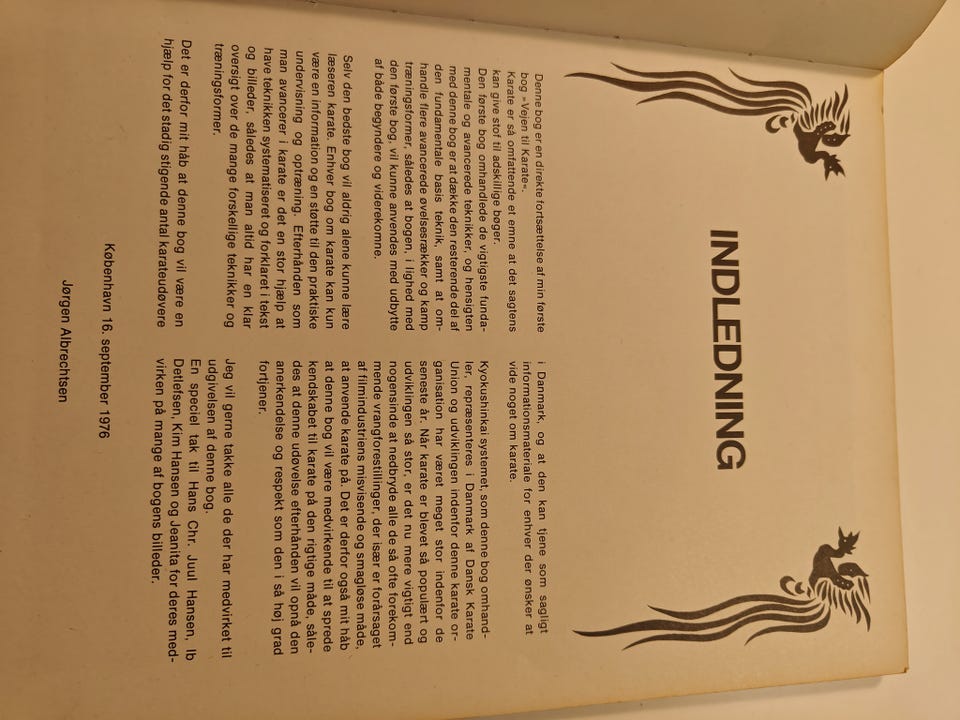 INDLEDNING
Denne bog er en direkte fortsættelse af min første
bog »Vejen til Karate«.
Karate er så omfattende et emne at det sagtens
kan give stof til adskillige bøger.
Den første bog omhandlede de vigtigste funda-
mentale og avancerede teknikker, og hensigten
med denne bog er at dække den resterende del af
den fundamentale basis teknik, samt at om-
handle flere avancerede øvelsesrækker og kamp
træningsformer, således at bogen, i lighed med
den første bog, vil kunne anvendes med udbytte
af både begyndere og viderekomne.
Selv den bedste bog vil aldrig alene kunne lære
læseren karate. Enhver bog om karate kan kun
være en information og en støtte til den praktiske
undervisning og optræning. Efterhånden som
man avancerer i karate er det en stor hjælp at
have teknikken systematiseret og forklaret i tekst
og billeder, således at man altid har en klar
oversigt over de mange forskellige teknikker og
træningsformer.
Det er derfor mit håb at denne bog vil være en
hjælp for det stadig stigende antal karateudøvere
i Danmark, og at den kan tjene som sagligt
informationsmateriale for enhver der ønsker at
vide noget om karate.
Kyokushinkai systemet, som denne bog omhand-
ler, repræsenteres i Danmark af Dansk Karate
Union og udviklingen indenfor denne karate or-
ganisation har været meget stor indenfor de
seneste år. Når karate er blevet så populært og
udviklingen så stor, er det nu mere vigtigt end
nogensinde at nedbryde alle de så ofte forekom-
mende vrangforestillinger, der især er forårsaget
af filmindustriens misvisende og smagløse måde,
at anvende karate på. Det er derfor også mit håb
at denne bog vil være medvirkende til at sprede
kendskabet til karate på den rigtige måde, såle-
des at denne udøvelse efterhånden vil opnå den
anerkendelse og respekt som den i så høj grad
fortjener.
Jeg vil gerne takke alle de der har medvirket til
udgivelsen af denne bog.
En speciel tak til Hans Chr. Juul Hansen, Ib
Detlefsen, Kim Hansen og Jeanita for deres med-
virken på mange af bogens billeder.
København 16. september 1976
Jørgen Albrechtsen